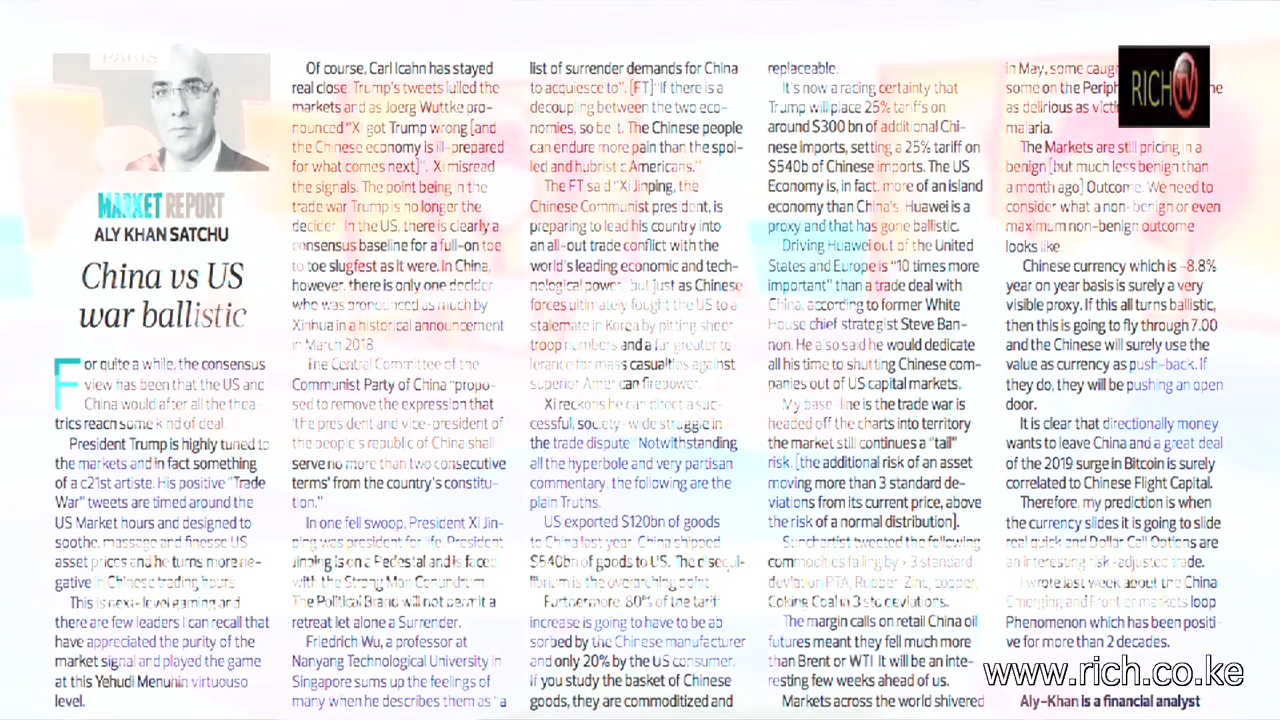 PARIS
MARKET REPORT
ALY KHAN SATCHU
China vs US
war ballistic
For quite a while, the consensus
view has been that the US and
China would after all the thea-
trics reach some kind of deal.
President Trump is highly tuned to
the markets and in fact something
of a c21st artiste. His positive "Trade
War" tweets are timed around the
US Market hours and designed to
soothe, massage and finesse US
asset prices and he turns more ne-
gative in Chinese trading hours.
This is next-level gaming and
there are few leaders I can recall that
have appreciated the purity of the
market signal and played the game
at this Yehudi Menuhin virtuoso
level.
Of course, Carl Icahn has stayed
real close. Trump's tweets lulled the
markets and as Joerg Wuttke pro-
nounced "Xi got Trump wrong [and
the Chinese economy is ill-prepared
for what comes next]". Xi misread
the signals. The point being in the
trade war Trump is no longer the
decider. In the US, there is clearly a
consensus baseline for a full-on toe
to toe slugfest as it were. In China,
however, there is only one decider
who was pronounced as much by
Xinhua in a historical announcement
in March 2018
The Central Committee of the
Communist Party of China "propo-
sed to remove the expression that
'the president and vice-president of
the people's republic of China shall
serve no more than two consecutive
terms' from the country's constitu-
tion."
In one fell swoop, President Xi Jin-
ping was president for life. President
Jinping is on a Pedestal and is faced
with the Strong Man Conundrum.
The Political Brand will not permit a
retreat let alone a Surrender.
Friedrich Wu, a professor at
Nanyang Technological University in
Singapore sums up the feelings of
many when he describes them as "a
list of surrender demands for China
to acquiesce to". [FT]"If there is a
decoupling between the two eco-
nomies, so be it. The Chinese people
can endure more pain than the spoi-
led and hubristic Americans."
The FT said "Xi Jinping, the
Chinese Communist president, is
preparing to lead his country into
an all-out trade conflict with the
world's leading economic and tech-
nological power, but just as Chinese
forces ultimately fought the US to a
stalemate in Korea by pitting sheer
troop numbers and a far greater to-
lerance for mass casualties against
superior American firepower.
Xi reckons he can direct a suc-
cessful, society-wide struggle in
the trade dispute" Notwithstanding
all the hyperbole and very partisan
commentary, the following are the
plain Truths.
US exported $120bn of goods
to China last year. China shipped
$540bn of goods to US. The disequi-
librium is the overarching point
Furthermore, 80% of the tariff
increase is going to have to be ab
sorbed by the Chinese manufacturer
and only 20% by the US consumer.
If you study the basket of Chinese
goods, they are commoditized and
replaceable.
It's now a racing certainty that
Trump will place 25% tariffs on
around $300 bn of additional Chi-
nese imports, setting a 25% tariff on
$540b of Chinese imports. The US
Economy is, in fact, more of an island
economy than China's. Huawei is a
proxy and that has gone ballistic.
Driving Huawei out of the United
States and Europe is "10 times more
important" than a trade deal with
China, according to former White
House chief strategist Steve Ban-
non. He also said he would dedicate
all his time to shutting Chinese com-
panies out of US capital markets.
My base-line is the trade war is
headed off the charts into territory
the market still continues a "tail"
risk. [the additional risk of an asset
moving more than 3 standard de-
viations from its current price, above
the risk of a normal distribution].
Sunchartist tweeted the following
commodities falling by > 3 standard
deviation PTA, Rubber, Zinc, copper,
Coking Coal in 3 std deviations.
The margin calls on retail China oil
futures meant they fell much more
than Brent or WTI. It will be an inte-
resting few weeks ahead of us.
Markets across the world shivered
in May, some caug
some on the Periph e
as delirious as victi
malaria.
The Markets are still pricing in a
benign [but much less benign than
a month ago] Outcome. We need to
consider what a non-benign or even
maximum non-benign outcome
looks like.
Chinese currency which is -8.8%
year on year basis is surely a very
visible proxy. If this all turns ballistic,
then this is going to fly through 7.00
and the Chinese will surely use the
value as currency as push-back. If
they do, they will be pushing an open
door.
It is clear that directionally money
wants to leave China and a great deal
of the 2019 surge in Bitcoin is surely
correlated to Chinese Flight Capital.
Therefore, my prediction is when
the currency slides it is going to slide
real quick and Dollar Call Options are
an interesting risk-adjusted trade.
I wrote last week about the China
Emerging and Frontier markets loop
Phenomenon which has been positi-
ve for more than 2 decades.
Aly-Khan is a financial analyst
RICH TV
www.rich.co.ke